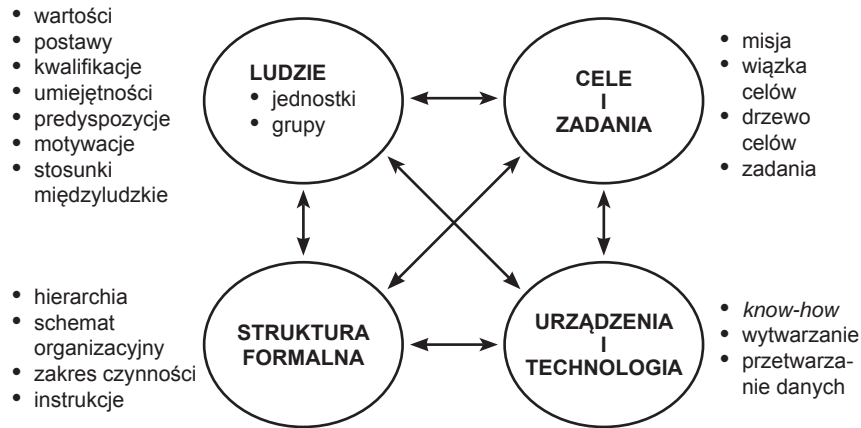 • wartości
• postawy
• kwalifikacje
• umiejętności
• predyspozycje
• motywacje
• stosunki
międzyludzkie
LUDZIE
• jednostki
• grupy
CELE
I
ZADANIA
• misja
• wiązka
celów
• drzewo
celów
• zadania
• hierarchia
• schemat
organizacyjny
• zakres czynności
• instrukcje
STRUKTURA
FORMALNA
URZĄDZENIA
I
TECHNOLOGIA
• know-how
• wytwarzanie
• przetwarza-
nie danych